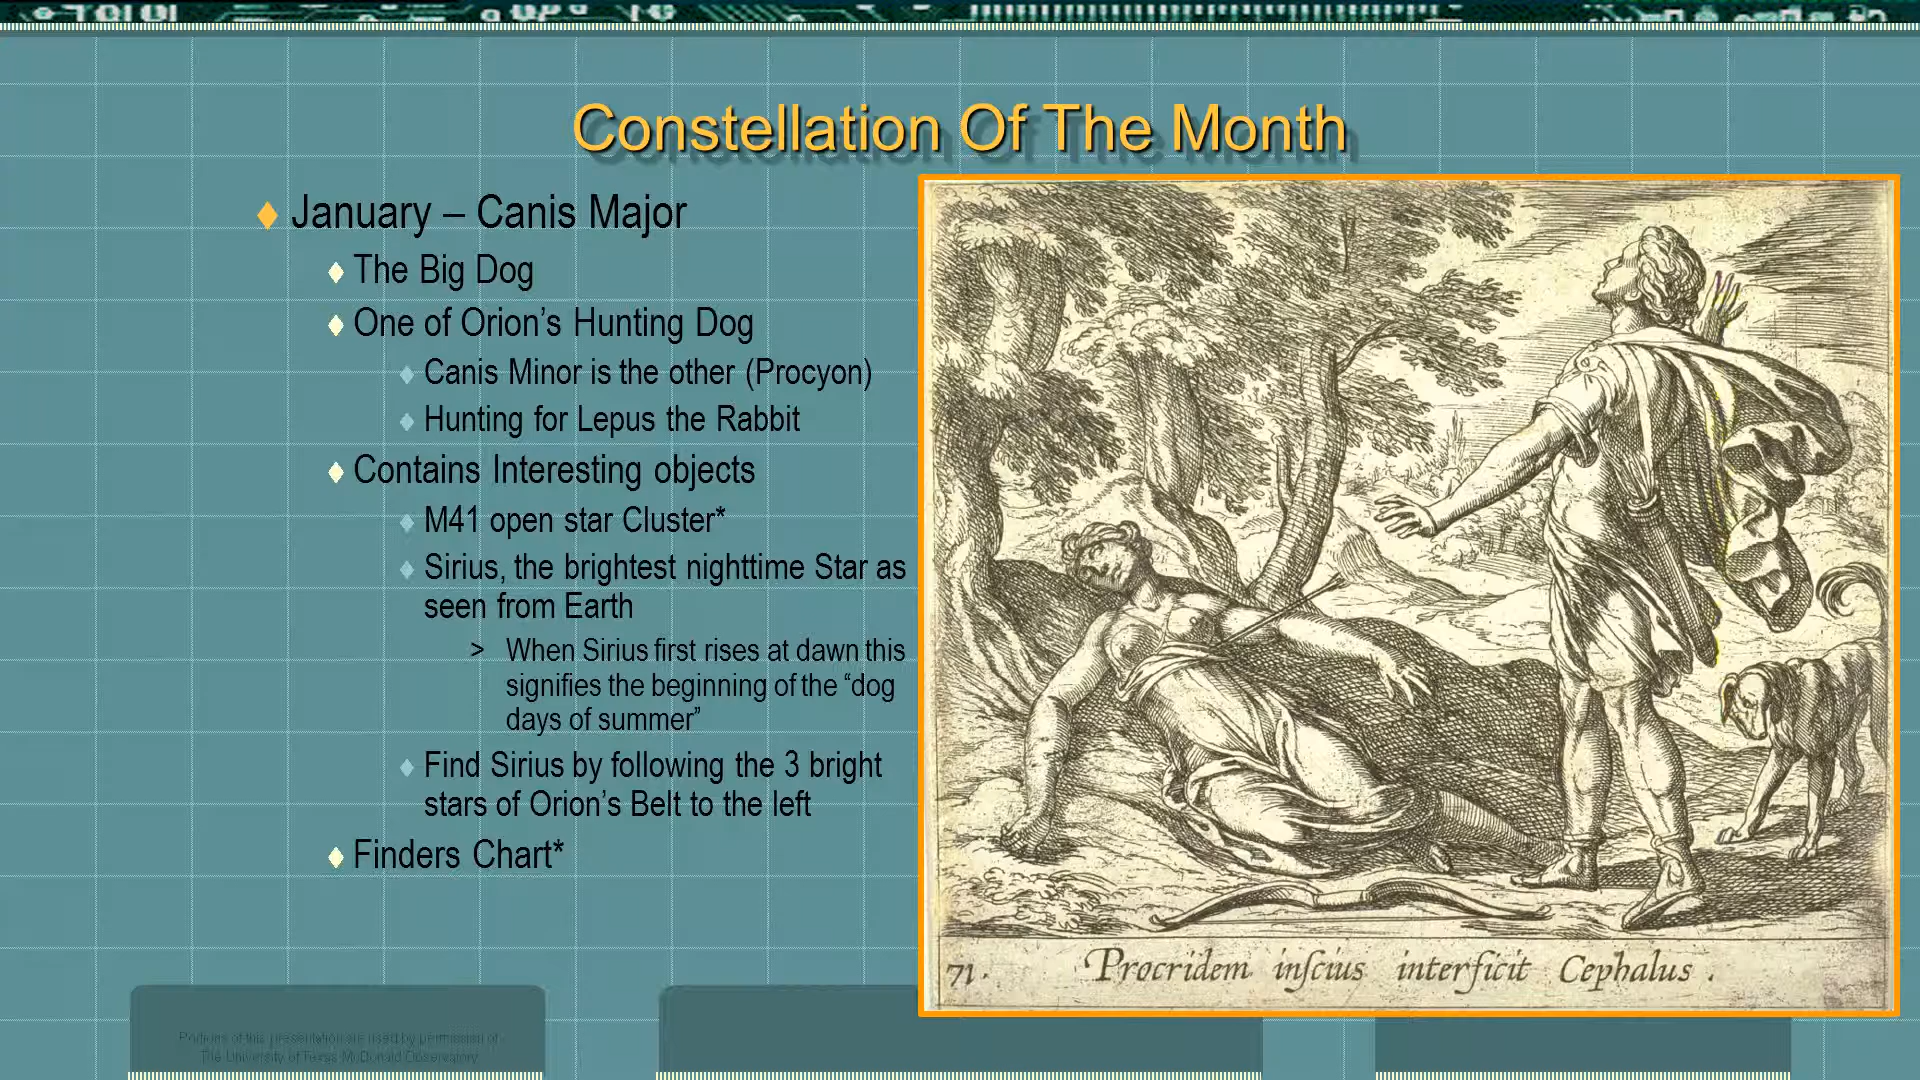 Constellation Of The Month
January – Canis Major
The Big Dog
One of Orion’s Hunting Dog
Canis Minor is the other (Procyon)
Hunting for Lepus the Rabbit
Contains Interesting objects
M41 open star Cluster*
Sirius, the brightest nighttime Star as
seen from Earth
> When Sirius first rises at dawn this
signifies the beginning of the “dog
days of summer”
Find Sirius by following the 3 bright
stars of Orion’s Belt to the left
Finders Chart*
71. Procridem inſcius interficit Cephalus .
Portions of this presentation are used by permission of
The University of Texas McDonald Observatory